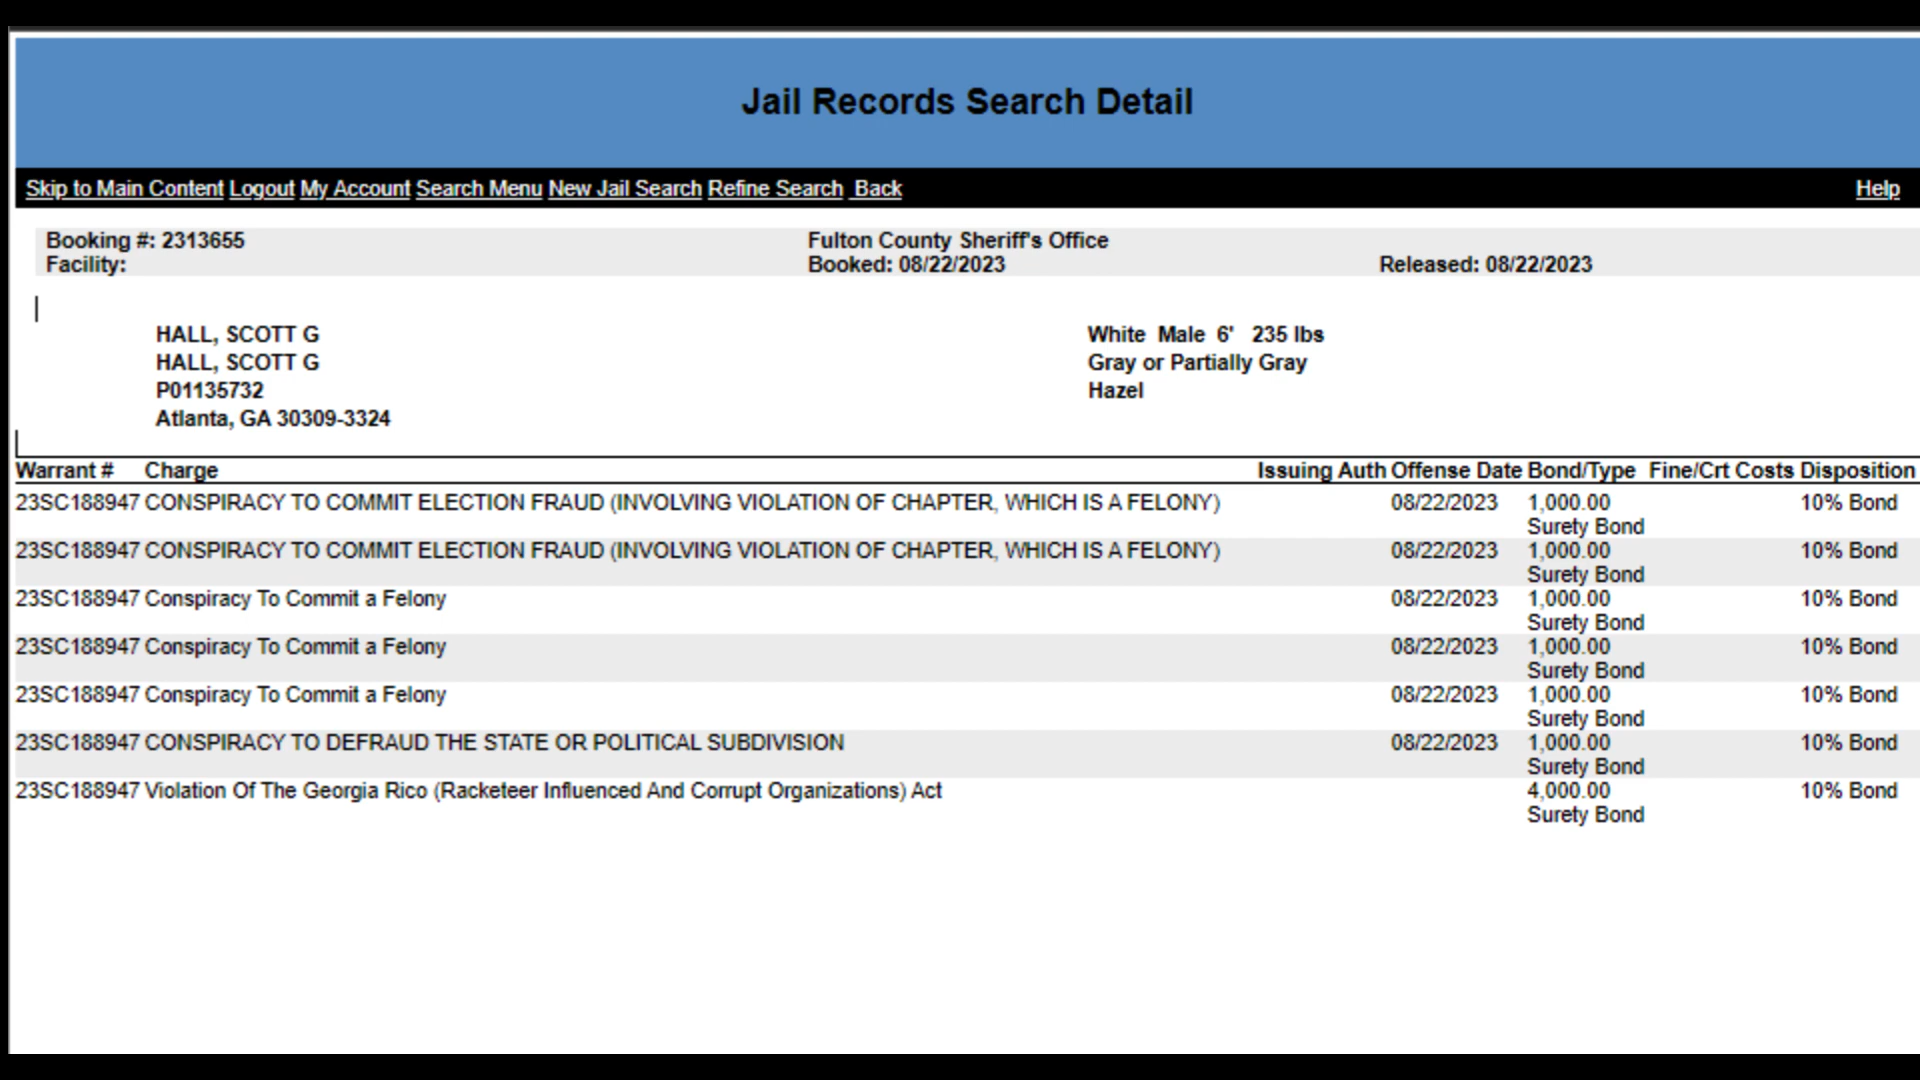 Jail Records Search Detail
Skip to Main Content Logout My Account Search Menu New Jail Search Refine Search Back Help
Booking #: 2313655 Fulton County Sheriff's Office
Facility: Booked: 08/22/2023 Released: 08/22/2023
HALL, SCOTT G White Male 6' 235 lbs
HALL, SCOTT G Gray or Partially Gray
P01135732 Hazel
Atlanta, GA 30309-3324
Warrant # Charge Issuing Auth Offense Date Bond/Type Fine/Crt Costs Disposition
23SC188947 CONSPIRACY TO COMMIT ELECTION FRAUD (INVOLVING VIOLATION OF CHAPTER, WHICH IS A FELONY) 08/22/2023 1,000.00 10% Bond
Surety Bond
23SC188947 CONSPIRACY TO COMMIT ELECTION FRAUD (INVOLVING VIOLATION OF CHAPTER, WHICH IS A FELONY) 08/22/2023 1,000.00 10% Bond
Surety Bond
23SC188947 Conspiracy To Commit a Felony 08/22/2023 1,000.00 10% Bond
Surety Bond
23SC188947 Conspiracy To Commit a Felony 08/22/2023 1,000.00 10% Bond
Surety Bond
23SC188947 Conspiracy To Commit a Felony 08/22/2023 1,000.00 10% Bond
Surety Bond
23SC188947 CONSPIRACY TO DEFRAUD THE STATE OR POLITICAL SUBDIVISION 08/22/2023 1,000.00 10% Bond
Surety Bond
23SC188947 Violation Of The Georgia Rico (Racketeer Influenced And Corrupt Organizations) Act 4,000.00 10% Bond
Surety Bond